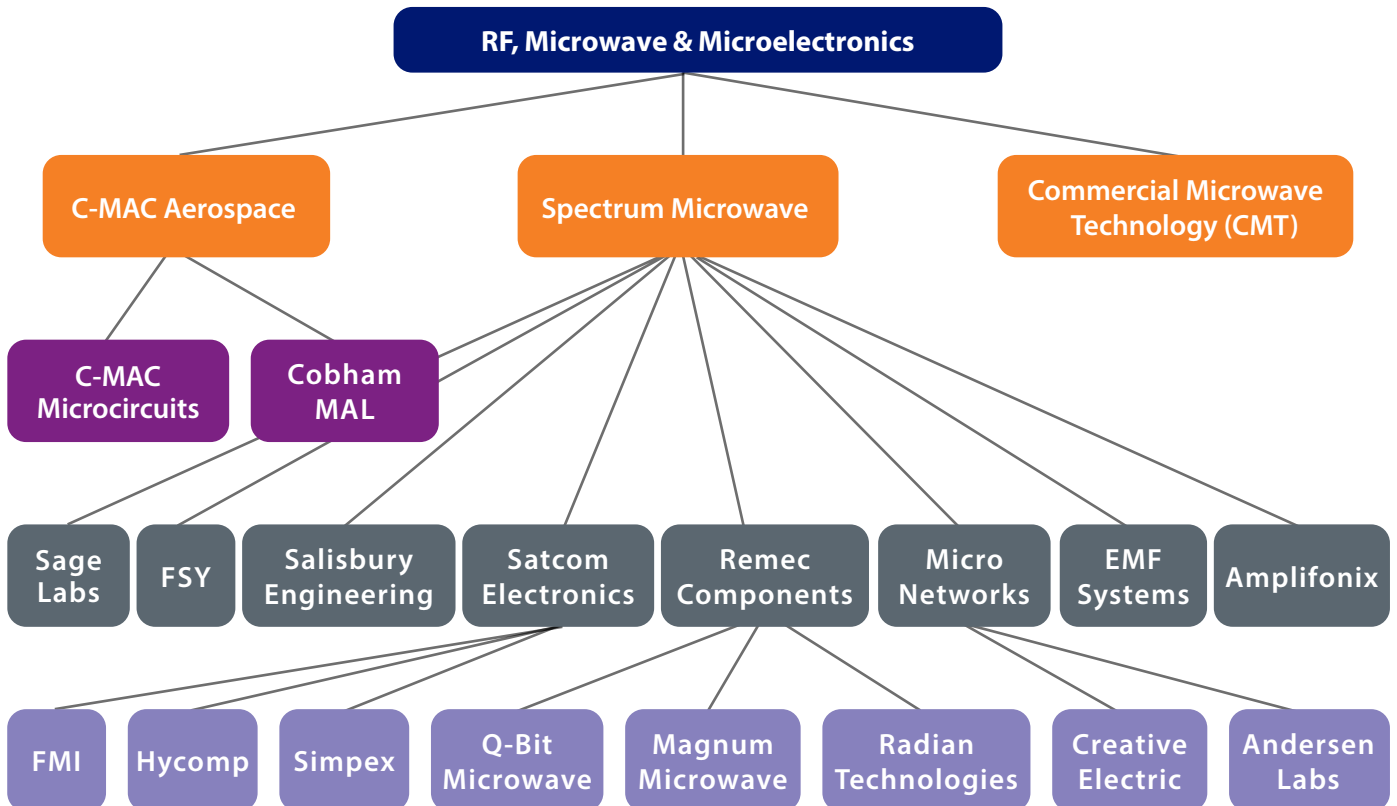 RF, Microwave & Microelectronics
C-MAC Aerospace
Spectrum Microwave
Commercial Microwave
Technology (CMT)
C-MAC
Microcircuits
Cobham
MAL
Sage
Labs
FSY
Salisbury
Engineering
Satcom
Electronics
Remec
Components
Micro
Networks
EMF
Systems
Amplifonix
FMI
Hycomp
Simpex
Q-Bit
Microwave
Magnum
Microwave
Radian
Technologies
Creative
Electric
Andersen
Labs